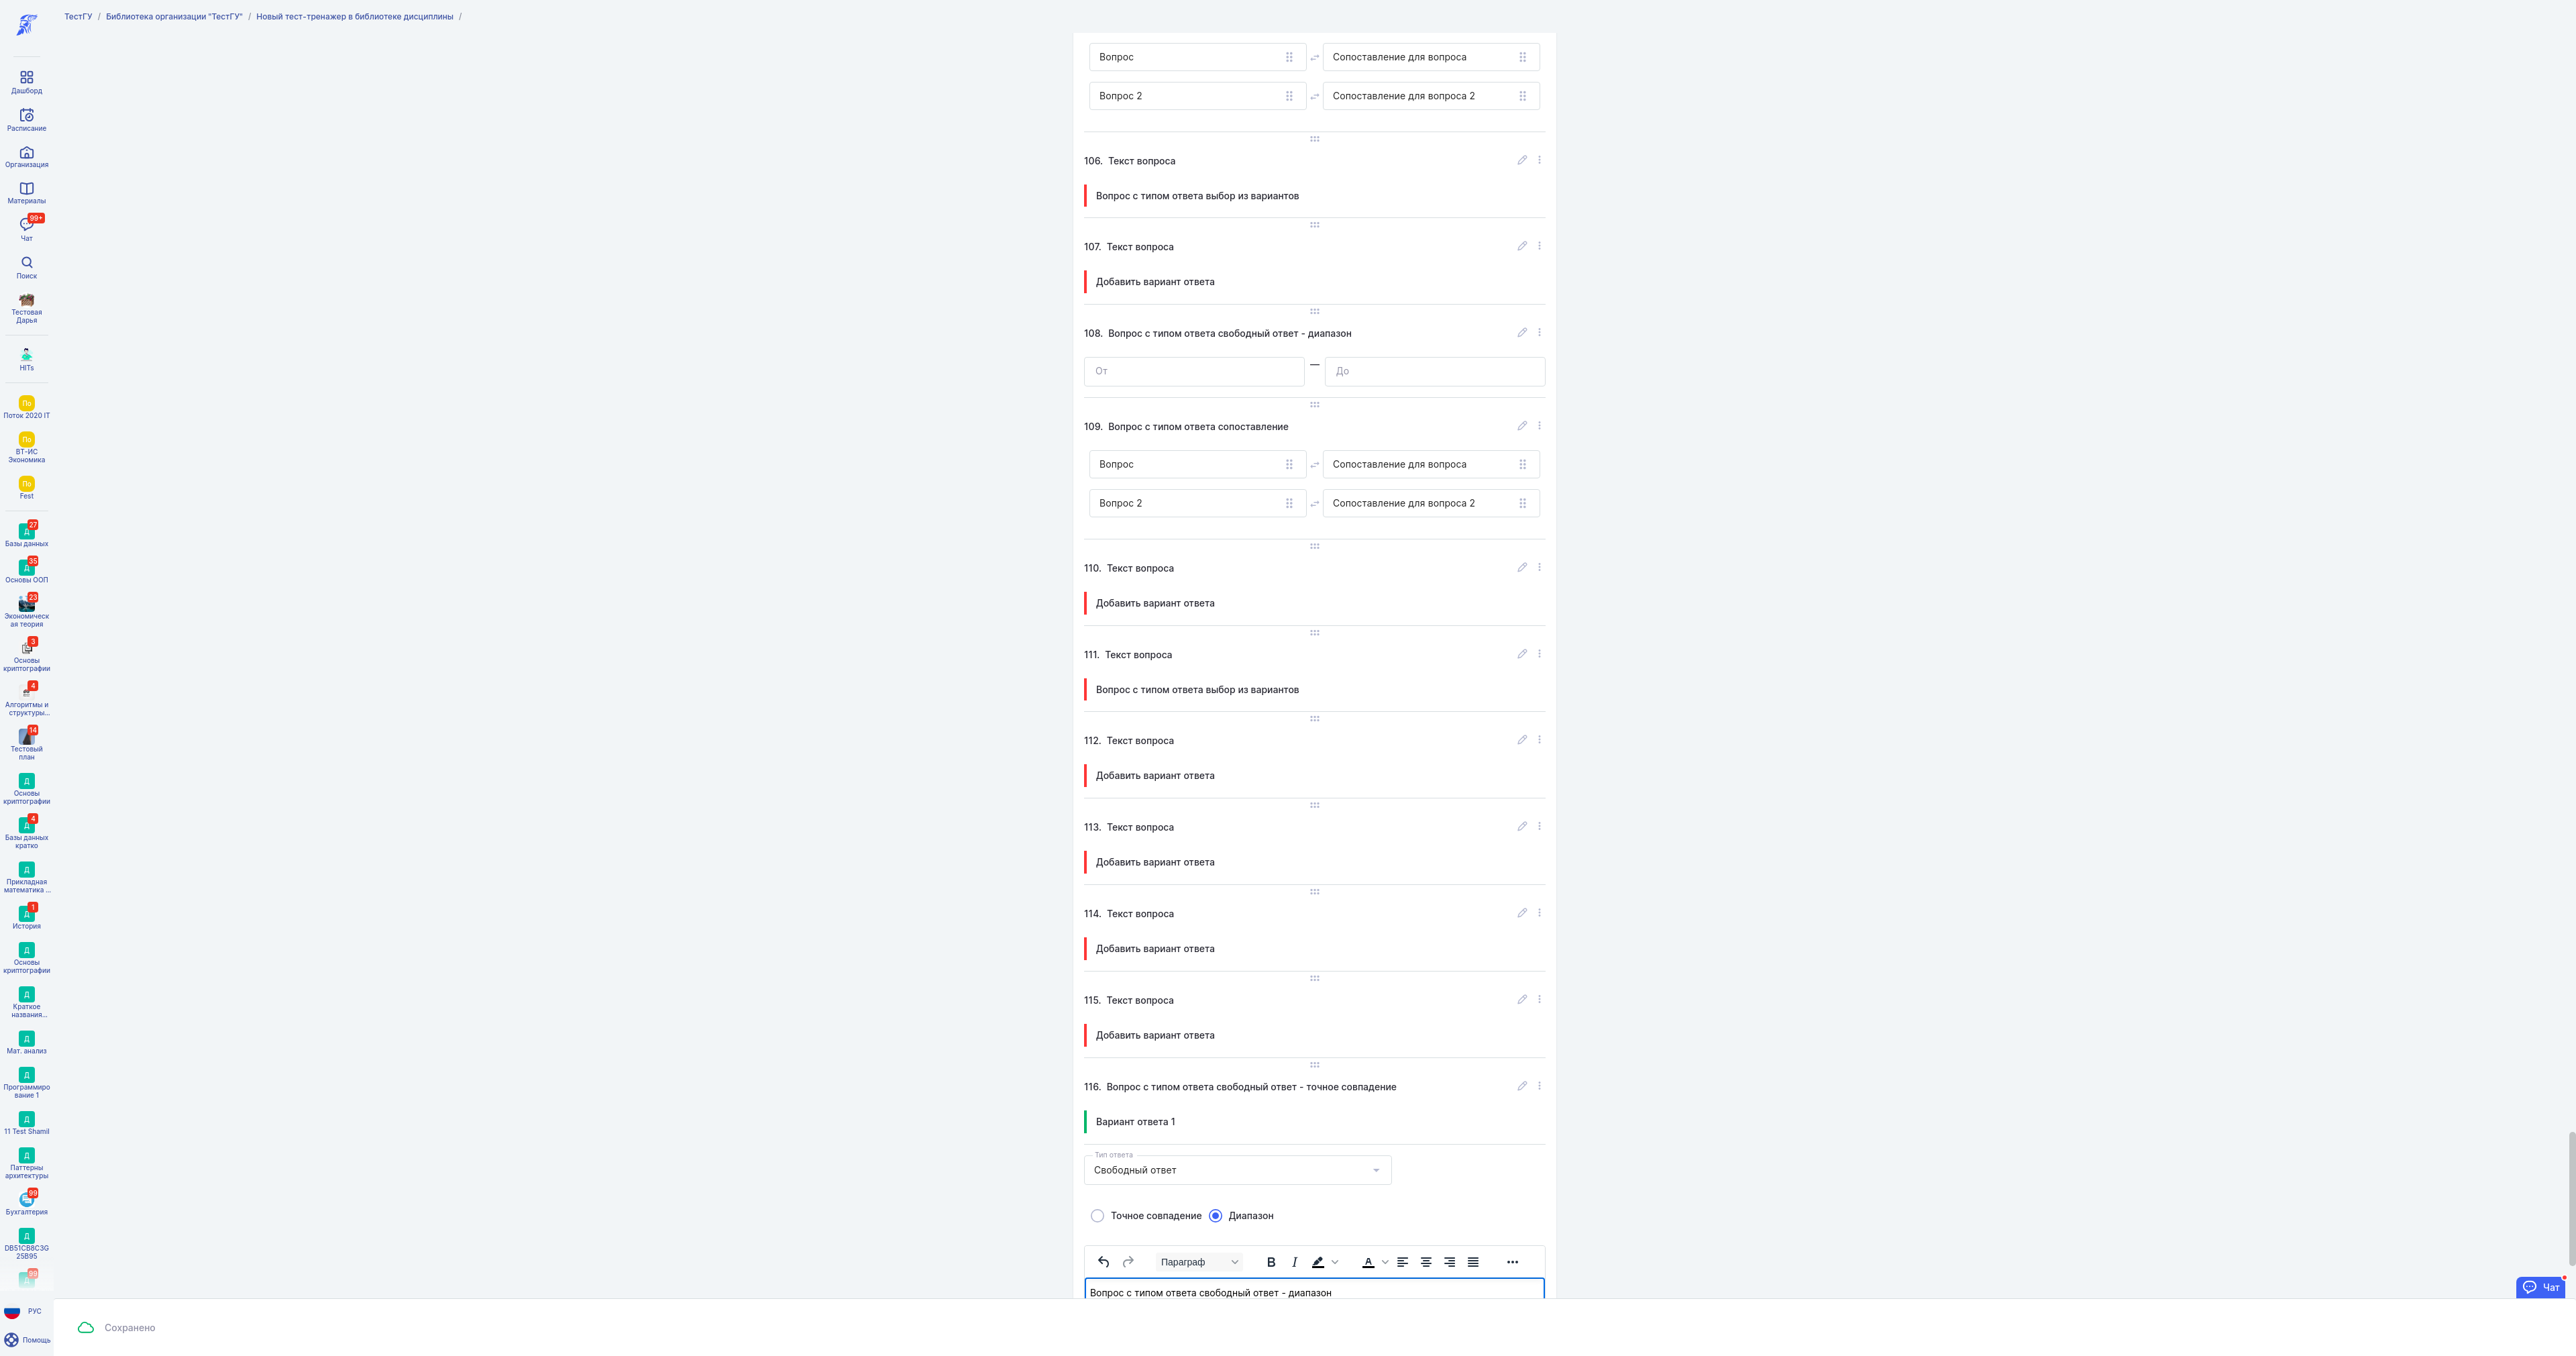 ТестГУ / Библиотека организации "ТестГУ" / Новый тест-тренажер в библиотеке дисциплины /
Дашборд
Расписание
Организация
Материалы
99+
Чат
Поиск
Тестовая
Дарья
HITs
По
Поток 2020 IT
По
ВТ-ИС
Экономика
По
Fest
27
Д
Базы данных
35
Д
Основы ООП
23
Экономическ
ая теория
3
Основы
криптографии
4
Алгоритмы и
структуры...
14
Тестовый
план
Д
Основы
криптографии
4
Д
Базы данных
кратко
Д
Прикладная
математика ...
1
Д
История
Д
Основы
криптографии
Д
Краткое
названия...
Д
Мат. анализ
Д
Программиро
вание 1
Д
11 Test Shamil
Д
Паттерны
архитектуры
99
Бухгалтерия
Д
DB51CB8C3G
25B95
99
Д
РУС
Помощь
Вопрос Сопоставление для вопроса
Вопрос 2 Сопоставление для вопроса 2
106. Текст вопроса
Вопрос с типом ответа выбор из вариантов
107. Текст вопроса
Добавить вариант ответа
108. Вопрос с типом ответа свободный ответ - диапазон
От — До
109. Вопрос с типом ответа сопоставление
Вопрос Сопоставление для вопроса
Вопрос 2 Сопоставление для вопроса 2
110. Текст вопроса
Добавить вариант ответа
111. Текст вопроса
Вопрос с типом ответа выбор из вариантов
112. Текст вопроса
Добавить вариант ответа
113. Текст вопроса
Добавить вариант ответа
114. Текст вопроса
Добавить вариант ответа
115. Текст вопроса
Добавить вариант ответа
116. Вопрос с типом ответа свободный ответ - точное совпадение
Вариант ответа 1
Тип ответа
Свободный ответ
Точное совпадение Диапазон
Параграф B I A
Вопрос с типом ответа свободный ответ - диапазон
Чат
Сохранено